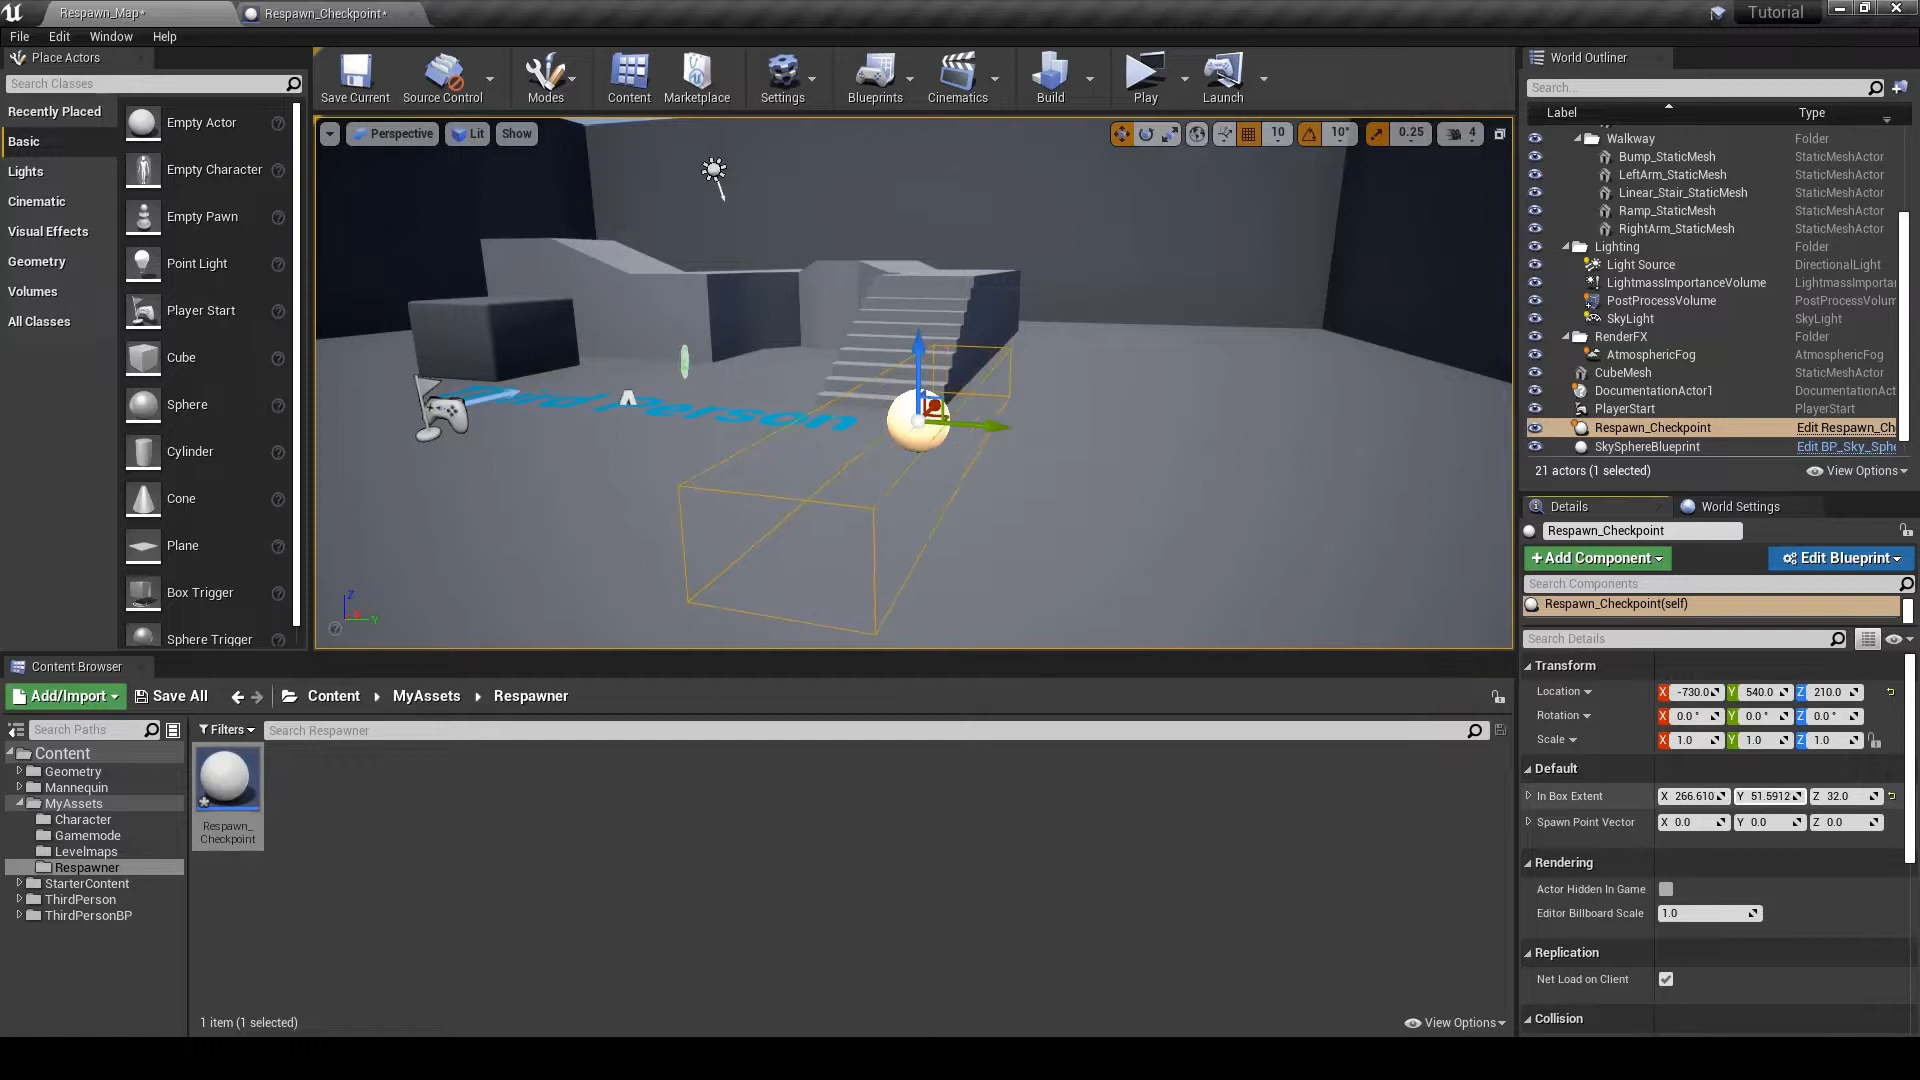 Respawn_Map*
Respawn_Checkpoint*
Tutorial
File Edit Window Help
Place Actors
Search Classes
Recently Placed
Basic
Lights
Cinematic
Visual Effects
Geometry
Volumes
All Classes
Empty Actor
Empty Character
Empty Pawn
Point Light
Player Start
Cube
Sphere
Cylinder
Cone
Plane
Box Trigger
Sphere Trigger
Save Current Source Control Modes Content Marketplace Settings Blueprints Cinematics Build Play Launch
Perspective Lit Show
10 10° 0.25 4
Third Person
Z
Y
World Outliner
Search...
Label Type
Walkway Folder
Bump_StaticMesh StaticMeshActor
LeftArm_StaticMesh StaticMeshActor
Linear_Stair_StaticMesh StaticMeshActor
Ramp_StaticMesh StaticMeshActor
RightArm_StaticMesh StaticMeshActor
Lighting Folder
Light Source DirectionalLight
LightmassImportanceVolume LightmassImporta
PostProcessVolume PostProcessVolum
SkyLight SkyLight
RenderFX Folder
AtmosphericFog AtmosphericFog
CubeMesh StaticMeshActor
DocumentationActor1 DocumentationAct
PlayerStart PlayerStart
Respawn_Checkpoint Edit Respawn_Ch
SkySphereBlueprint Edit BP_Sky_Sphe
21 actors (1 selected) View Options
Details World Settings
Respawn_Checkpoint
+Add Component Edit Blueprint
Search Components
Respawn_Checkpoint(self)
Search Details
Transform
Location X -730.0 Y 540.0 Z 210.0
Rotation X 0.0 ° Y 0.0 ° Z 0.0 °
Scale X 1.0 Y 1.0 Z 1.0
Default
In Box Extent X 266.610 Y 51.5912 Z 32.0
Spawn Point Vector X 0.0 Y 0.0 Z 0.0
Rendering
Actor Hidden In Game
Editor Billboard Scale 1.0
Replication
Net Load on Client
Collision
Content Browser
Add/Import Save All Content MyAssets Respawner
Search Paths Filters Search Respawner
Content
Geometry
Mannequin
MyAssets
Character
Gamemode
Levelmaps
Respawner
StarterContent
ThirdPerson
ThirdPersonBP
Respawn_
Checkpoint
1 item (1 selected) View Options